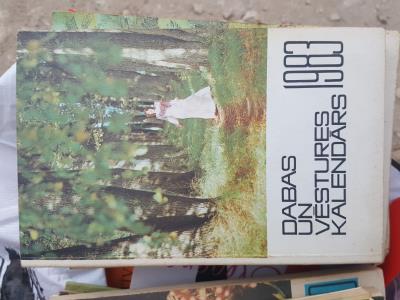 DABAS
UN
VĒSTURES
KALENDĀRS
1983